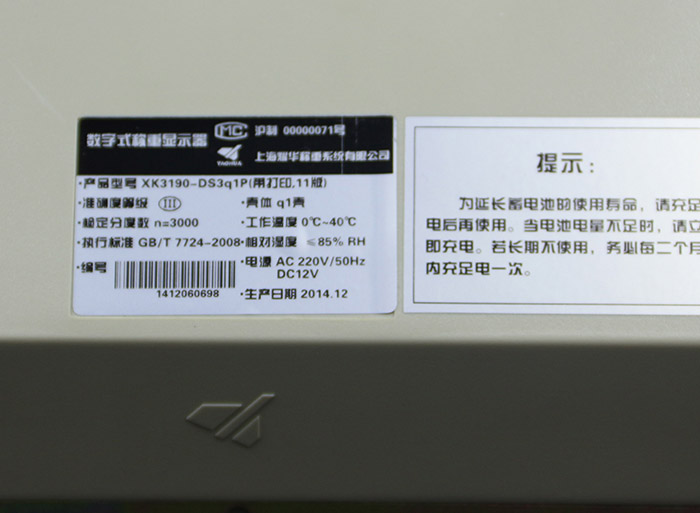 数字式称重显示器
MC 沪制 00000071号
YAOHUA 上海耀华称重系统有限公司
·产品型号 XK3190-DS3q1P(带打印,11版)
·准确度等级 III ·壳体 q1壳
·检定分度数 n=3000 ·工作温度 0℃~40℃
·执行标准 GB/T 7724-2008 ·相对湿度 ≤85% RH
·编号 ·电源 AC 220V/50Hz
DC12V
1412060698 ·生产日期 2014.12
提示:
为延长蓄电池的使用寿品,请充足
电后再使用。当电池电量不足时,请立
即充电。若长期不使用,务必每二个月
内充足电一次。